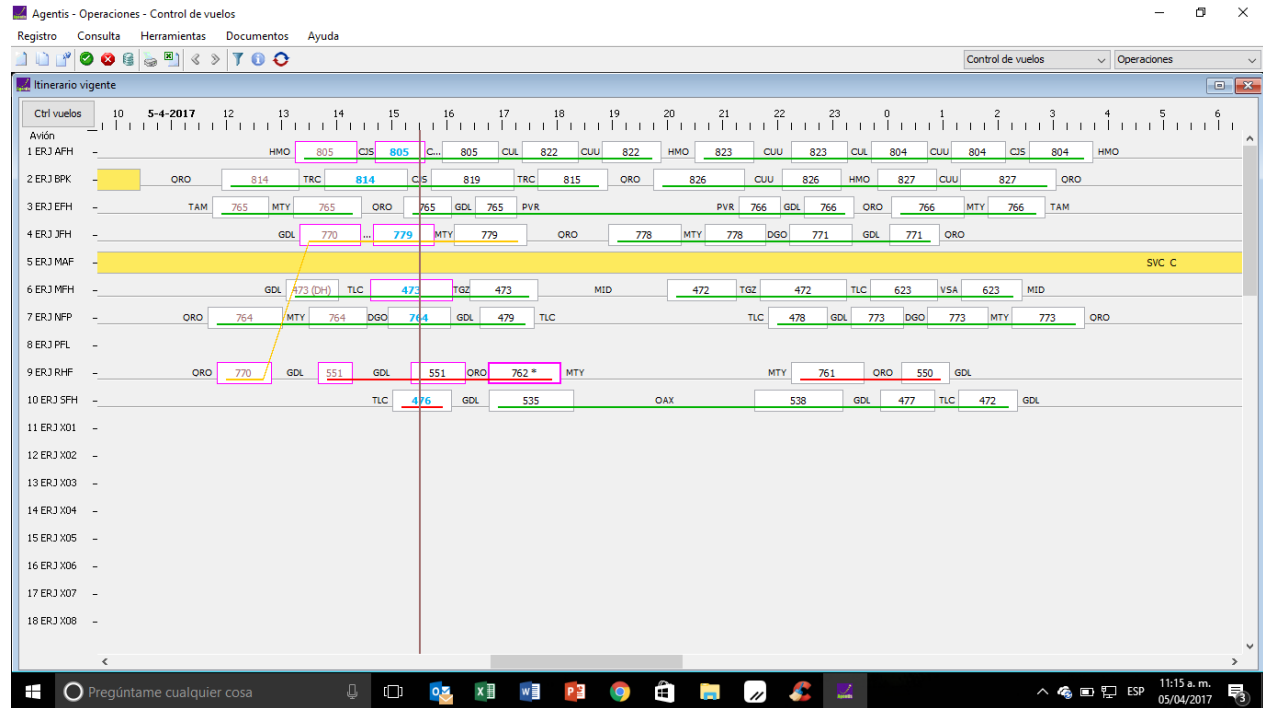 Agentis - Operaciones - Control de vuelos
Registro Consulta Herramientas Documentos Ayuda
Control de vuelos Operaciones
Itinerario vigente
Ctrl vuelos 10 5-4-2017 12 13 14 15 16 17 18 19 20 21 22 23 0 1 2 3 4 5 6
Avión
1 ERJ AFH HMO 805 CJS 805 C... 805 CUL 822 CUU 822 HMO 823 CUU 823 CUL 804 CUU 804 CJS 804 HMO
2 ERJ BPK ORO 814 TRC 814 CJS 819 TRC 815 ORO 826 CUU 826 HMO 827 CUU 827 ORO
3 ERJ EFH TAM 765 MTY 765 ORO 765 GDL 765 PVR PVR 766 GDL 766 ORO 766 MTY 766 TAM
4 ERJ JFH GDL 770 ... 779 MTY 779 ORO 778 MTY 778 DGO 771 GDL 771 ORO
5 ERJ MAF SVC C
6 ERJ MFH GDL 473 (DH) TLC 473 TGZ 473 MID 472 TGZ 472 TLC 623 VSA 623 MID
7 ERJ NFP ORO 764 MTY 764 DGO 764 GDL 479 TLC TLC 478 GDL 773 DGO 773 MTY 773 ORO
8 ERJ PFL
9 ERJ RHF ORO 770 GDL 551 GDL 551 ORO 762 * MTY MTY 761 ORO 550 GDL
10 ERJ SFH TLC 476 GDL 535 OAX 538 GDL 477 TLC 472 GDL
11 ERJ X01
12 ERJ X02
13 ERJ X03
14 ERJ X04
15 ERJ X05
16 ERJ X06
17 ERJ X07
18 ERJ X08
Pregúntame cualquier cosa ESP 11:15 a. m.
05/04/2017